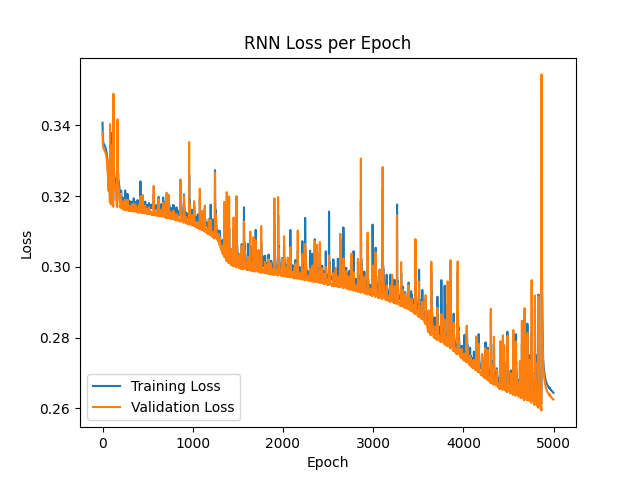 RNN Loss per Epoch
Loss
0.34
0.32
0.30
0.28
0.26
Training Loss
Validation Loss
0
1000
2000
3000
4000
5000
Epoch